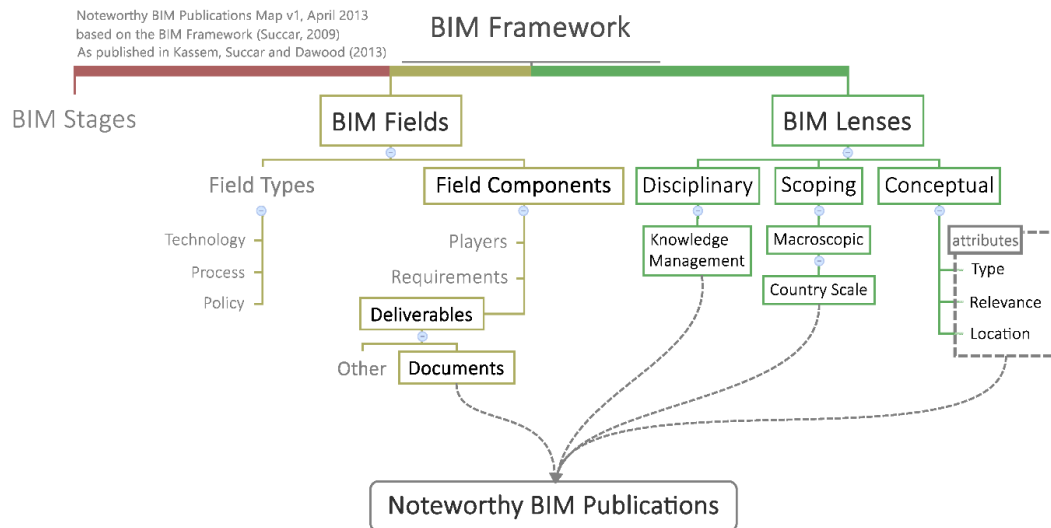 Noteworthy BIM Publications Map v1, April 2013
based on the BIM Framework (Succar, 2009)
As published in Kassem, Succar and Dawood (2013)
BIM Framework
BIM Stages
BIM Fields
BIM Lenses
Field Types
Field Components
Disciplinary
Scoping
Conceptual
Technology
Process
Policy
Players
Requirements
Deliverables
Other
Documents
Knowledge
Management
Macroscopic
Country Scale
attributes
Type
Relevance
Location
Noteworthy BIM Publications